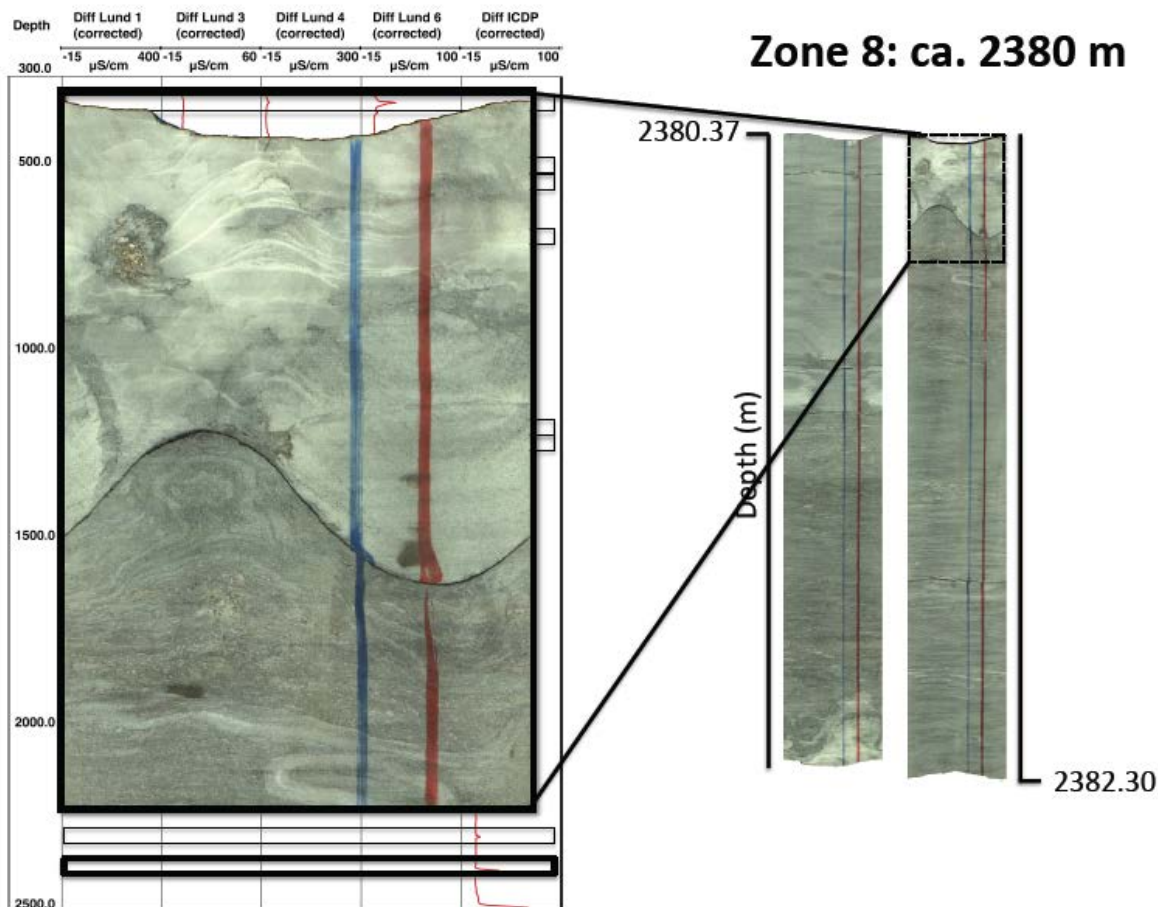 Depth
Diff Lund 1
(corrected)
Diff Lund 3
(corrected)
Diff Lund 4
(corrected)
Diff Lund 6
(corrected)
Diff ICDP
(corrected)
-15 400 -15 60 -15 300 -15 100 -15 100
µS/cm µS/cm µS/cm µS/cm µS/cm
300.0
500.0
1000.0
1500.0
2000.0
2500.0
Zone 8: ca. 2380 m
2380.37
Depth (m)
2382.30